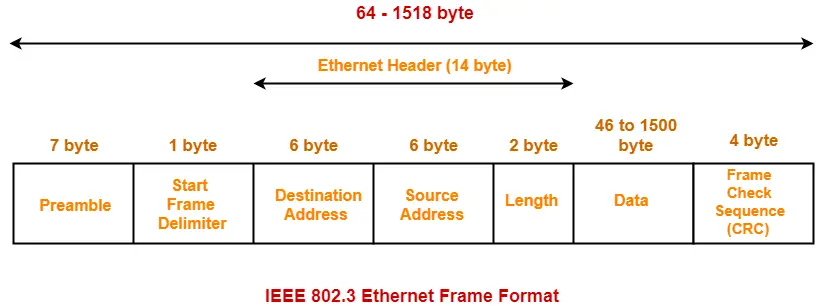 64 - 1518 byte
Ethernet Header (14 byte)
7 byte
1 byte
6 byte
6 byte
2 byte
46 to 1500
byte
4 byte
Preamble
Start
Frame
Delimiter
Destination
Address
Source
Address
Length
Data
Frame
Check
Sequence
(CRC)
IEEE 802.3 Ethernet Frame Format